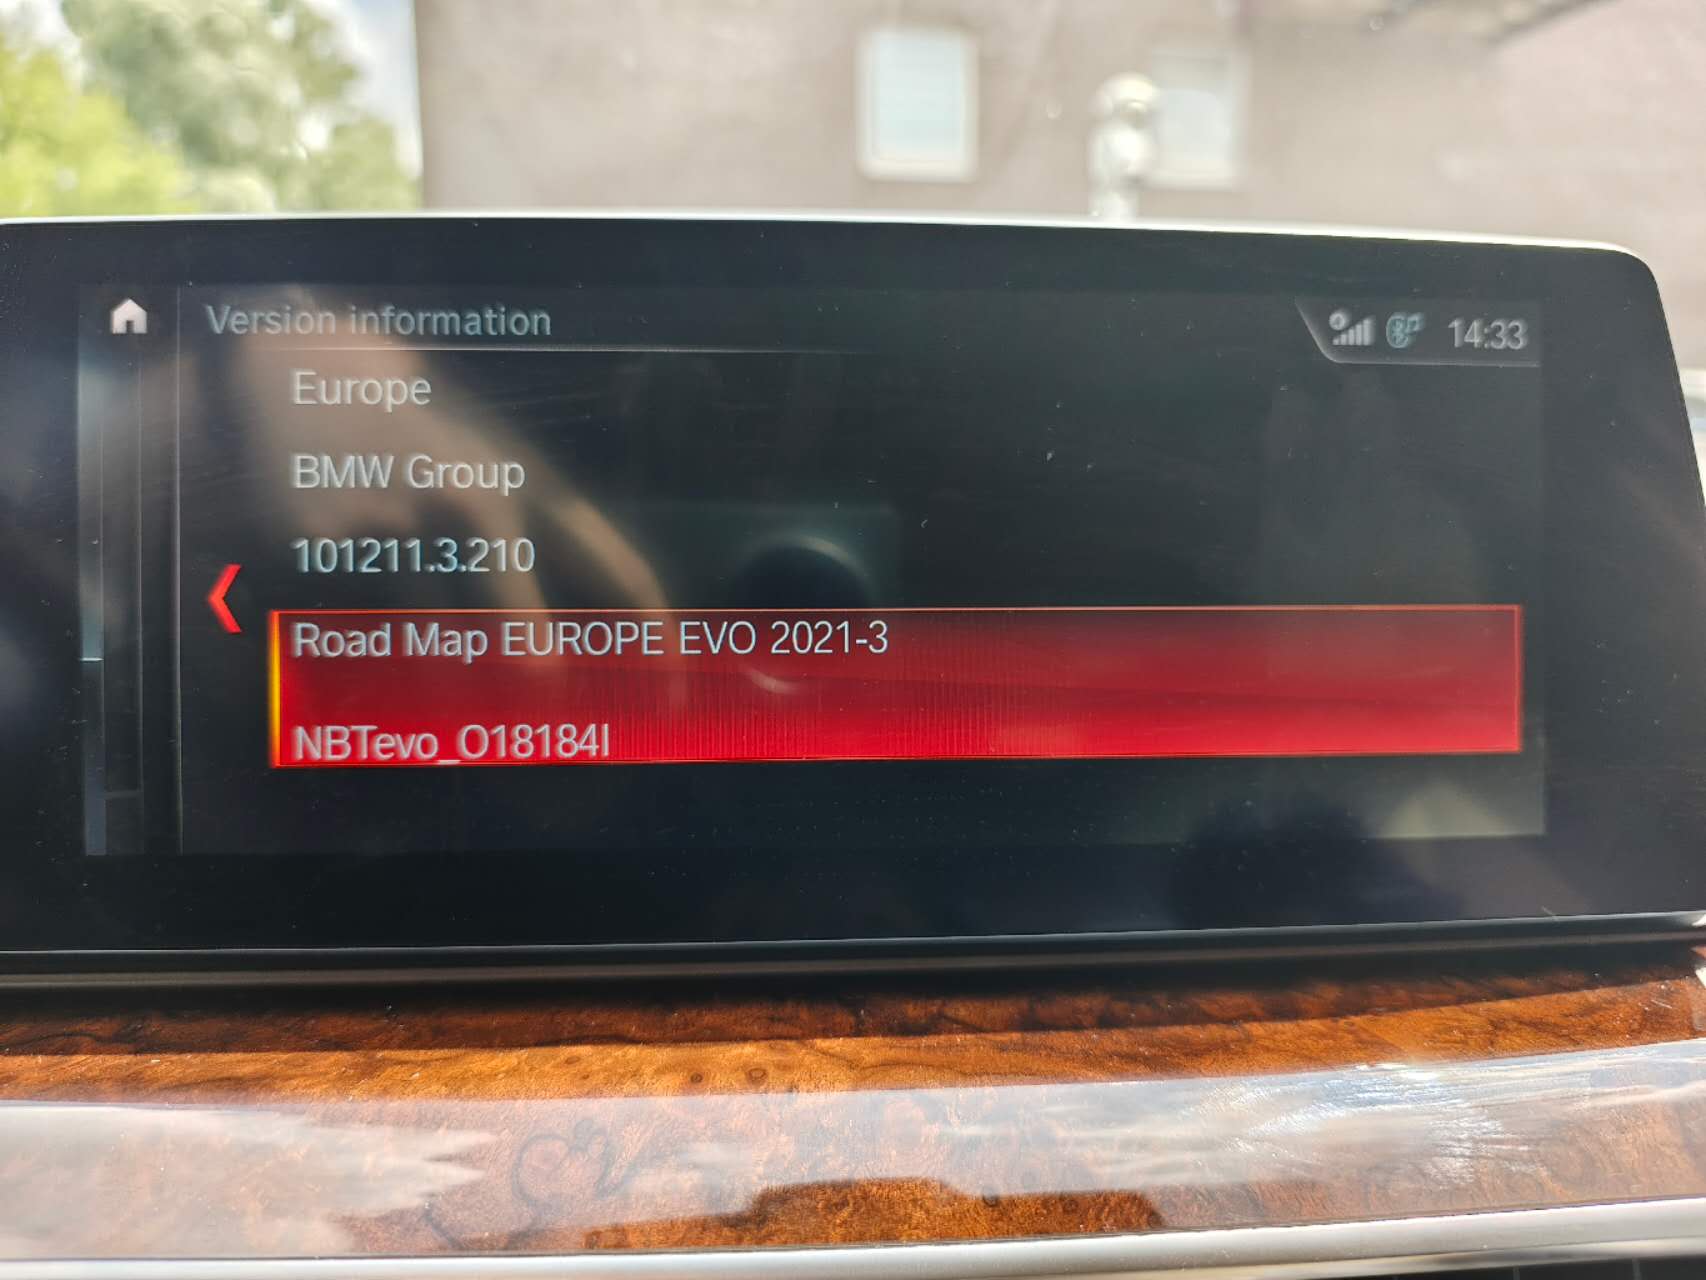 Version information
14:33
Europe
BMW Group
101211.3.210
Road Map EUROPE EVO 2021-3
NBTevo_O18184I